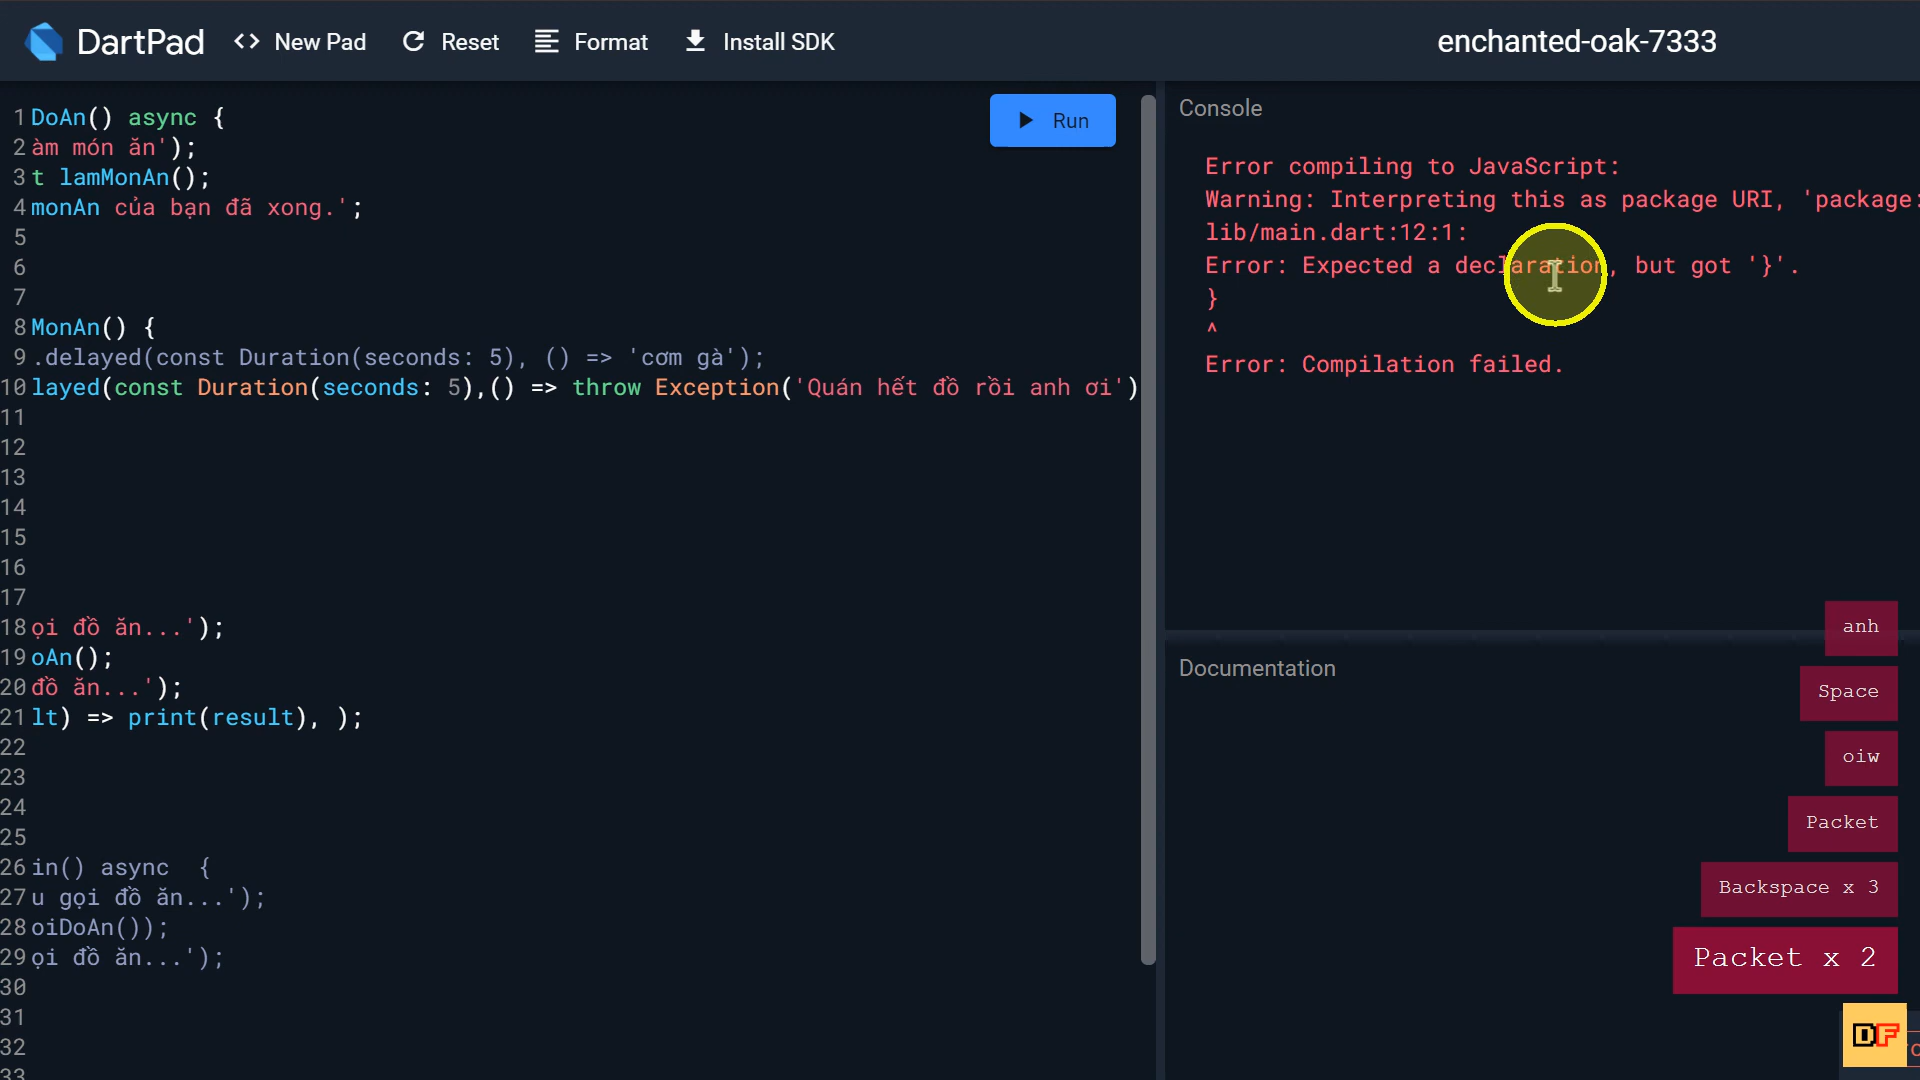 DartPad
<> New Pad
Reset
Format
Install SDK
enchanted-oak-7333
1 DoAn() async {
2 àm món ăn');
3 t lamMonAn();
4 monAn của bạn đã xong.';
5
6
7
8 MonAn() {
9 .delayed(const Duration(seconds: 5), () => 'cơm gà');
10 layed(const Duration(seconds: 5),() => throw Exception('Quán hết đồ rồi anh ơi')
11
12
13
14
15
16
17
18 ọi đồ ăn...');
19 oAn();
20 đồ ăn...');
21 lt) => print(result), );
22
23
24
25
26 in() async  {
27 u gọi đồ ăn...');
28 oiDoAn());
29 ọi đồ ăn...');
30
31
32
33
Run
Console
Error compiling to JavaScript:
Warning: Interpreting this as package URI, 'package:
lib/main.dart:12:1:
Error: Expected a declaration, but got '}'.
}
^
Error: Compilation failed.
Documentation
anh
Space
oiw
Packet
Backspace x 3
Packet x 2
DF